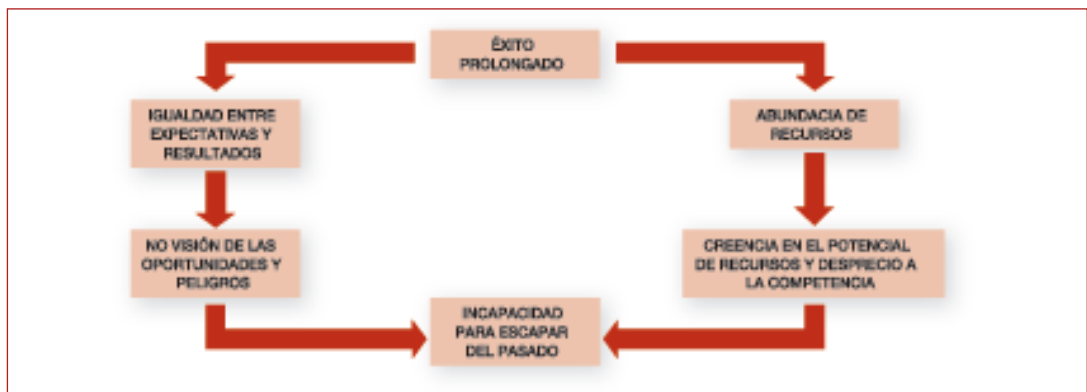 ÉXITO
PROLONGADO
IGUALDAD ENTRE
EXPECTATIVAS Y
RESULTADOS
ABUNDACIA DE
RECURSOS
NO VISIÓN DE LAS
OPORTUNIDADES Y
PELIGROS
CREENCIA EN EL POTENCIAL
DE RECURSOS Y DESPRECIO A
LA COMPETENCIA
INCAPACIDAD
PARA ESCAPAR
DEL PASADO